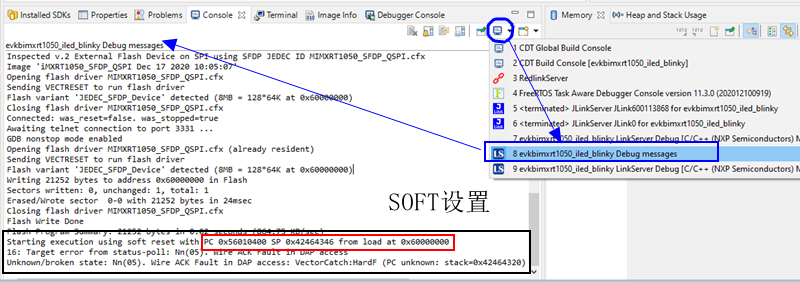 Installed SDKs Properties Problems Console Terminal Image Info Debugger Console
Memory Heap and Stack Usage
evkbimxrt1050_iled_blinky Debug messages
Inspected v.2 External Flash Device on SPI using SFDP JEDEC ID MIMXRT1050_SFDP_QSPI.cfx
Image 'iMXRT1050_SFDP_QSPI Dec 17 2020 10:05:07'
Opening flash driver MIMXRT1050_SFDP_QSPI.cfx
Sending VECTRESET to run flash driver
Flash variant 'JEDEC_SFDP_Device' detected (8MB = 128*64K at 0x60000000)
Closing flash driver MIMXRT1050_SFDP_QSPI.cfx
Connected: was_reset=false. was_stopped=true
Awaiting telnet connection to port 3331 ...
GDB nonstop mode enabled
Opening flash driver MIMXRT1050_SFDP_QSPI.cfx (already resident)
Sending VECTRESET to run flash driver
Flash variant 'JEDEC_SFDP_Device' detected (8MB = 128*64K at 0x60000000)
Writing 21252 bytes to address 0x60000000 in Flash
Sectors written: 0, unchanged: 1, total: 1
Erased/Wrote sector 0-0 with 21252 bytes in 24msec
Closing flash driver MIMXRT1050_SFDP_QSPI.cfx
Flash Write Done
Flash Program Summary: 21252 bytes in 0.02 seconds (864.75 KB/sec)
Starting execution using soft reset with PC 0x56010400 SP 0x42464346 from load at 0x60000000
16: Target error from status-poll: Nn(05). Wire ACK Fault in DAP access
Unknown/broken state: Nn(05). Wire ACK Fault in DAP access: VectorCatch:HardF (PC unknown: stack=0x42464320)
1 CDT Global Build Console
2 CDT Build Console [evkbimxrt1050_iled_blinky]
3 RedlinkServer
4 FreeRTOS Task Aware Debugger Console version 11.3.0 (202012100919)
5 <terminated> JLinkServer JLink600113868 for evkbimxrt1050_iled_blinky
6 <terminated> JLinkServer JLink0 for evkbimxrt1050_iled_blinky
7 evkbimxrt1050_iled_blinky JLinkServer Debug [C/C++ (NXP Semiconductors) M
8 evkbimxrt1050_iled_blinky Debug messages
9 evkbimxrt1050_iled_blinky LinkServer Debug [C/C++ (NXP Semiconductors) M
SOFT设置